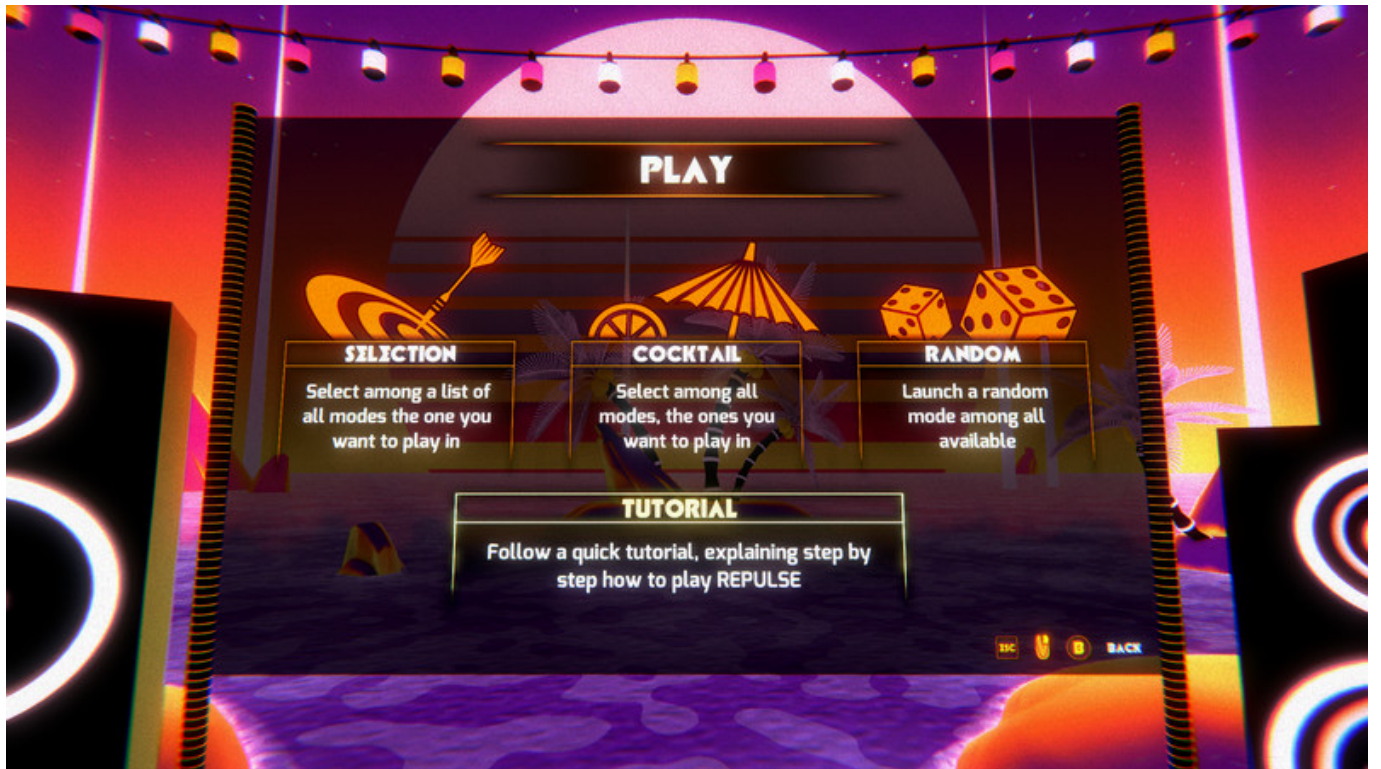 PLAY
SELECTION
Select among a list of
all modes the one you
want to play in
COCKTAIL
Select among all
modes, the ones you
want to play in
RANDOM
Launch a random
mode among all
available
TUTORIAL
Follow a quick tutorial, explaining step by
step how to play REPULSE
ESC B BACK